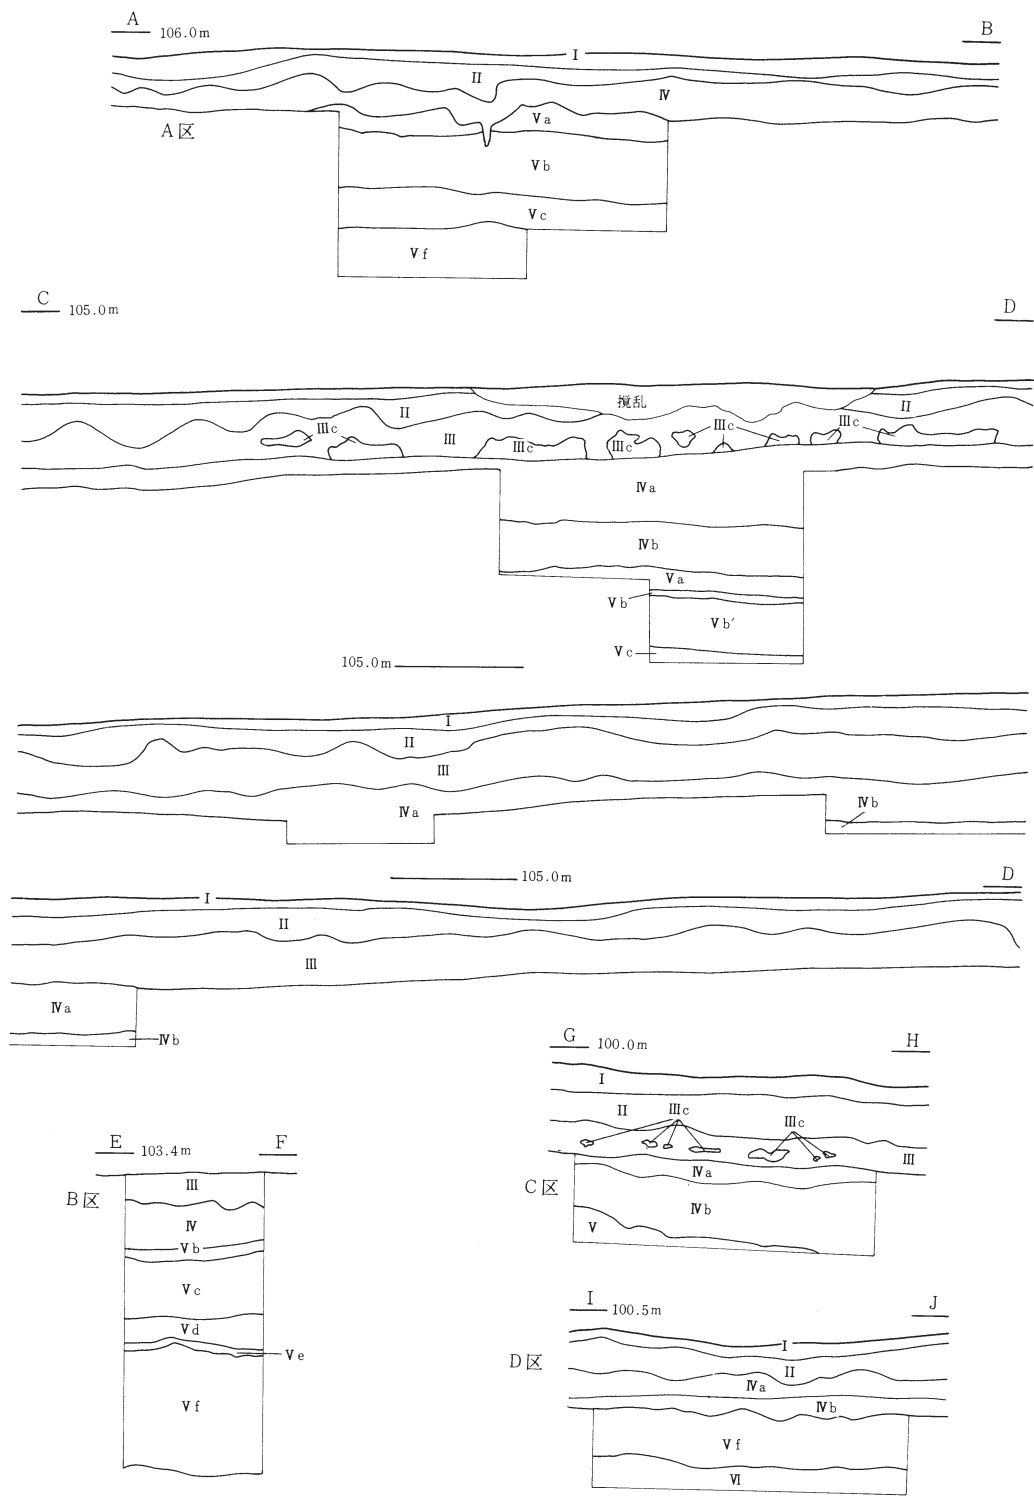 A
106.0m
B
I
II
Ⅳ
A区
Ⅴa
Ⅴb
Ⅴc
Ⅴf
C
105.0m
D
攪乱
II
II
Ⅲc
Ⅲ
Ⅲc
Ⅲc
Ⅲc
Ⅲc
Ⅳa
Ⅳb
Ⅴa
Ⅴb
Ⅴb′
Ⅴc
105.0m
I
II
Ⅲ
Ⅳa
Ⅳb
105.0m
D
I
II
Ⅲ
Ⅳa
Ⅳb
G
100.0m
H
I
II
Ⅲc
Ⅲc
Ⅲ
Ⅳa
C区
Ⅳb
Ⅴ
E
103.4m
F
Ⅲ
B区
Ⅳ
Ⅴb
Ⅴc
Ⅴd
Ⅴe
Ⅴf
I
100.5m
J
I
D区
II
Ⅳa
Ⅳb
Ⅴf
Ⅵ